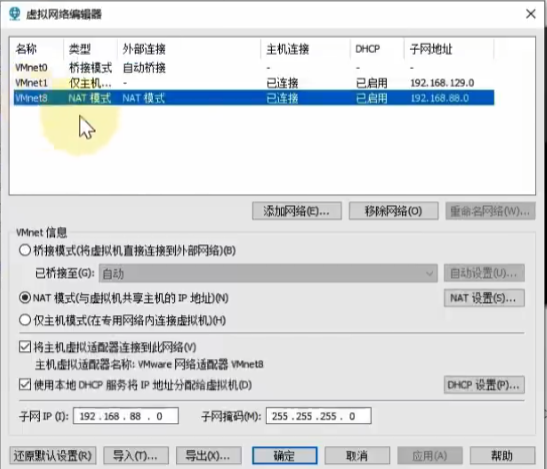 虚拟网络编辑器
名称 类型 外部连接 主机连接 DHCP 子网地址
VMnet0 桥接模式 自动桥接 - - -
VMnet1 仅主机... - 已连接 已启用 192.168.129.0
VMnet8 NAT 模式 NAT 模式 已连接 已启用 192.168.88.0
添加网络(E)... 移除网络(O) 重命名网络(W)...
VMnet 信息
桥接模式(将虚拟机直接连接到外部网络)(B)
已桥接至(G): 自动 自动设置(U)...
NAT 模式(与虚拟机共享主机的 IP 地址)(N) NAT 设置(S)...
仅主机模式(在专用网络内连接虚拟机)(H)
将主机虚拟适配器连接到此网络(V)
主机虚拟适配器名称: VMware 网络适配器 VMnet8
使用本地 DHCP 服务将 IP 地址分配给虚拟机(D) DHCP 设置(P)...
子网 IP (I): 192 .168 . 88 . 0 子网掩码(M): 255 .255 .255 . 0
还原默认设置(R) 导入(T)... 导出(X)... 确定 取消 应用(A) 帮助